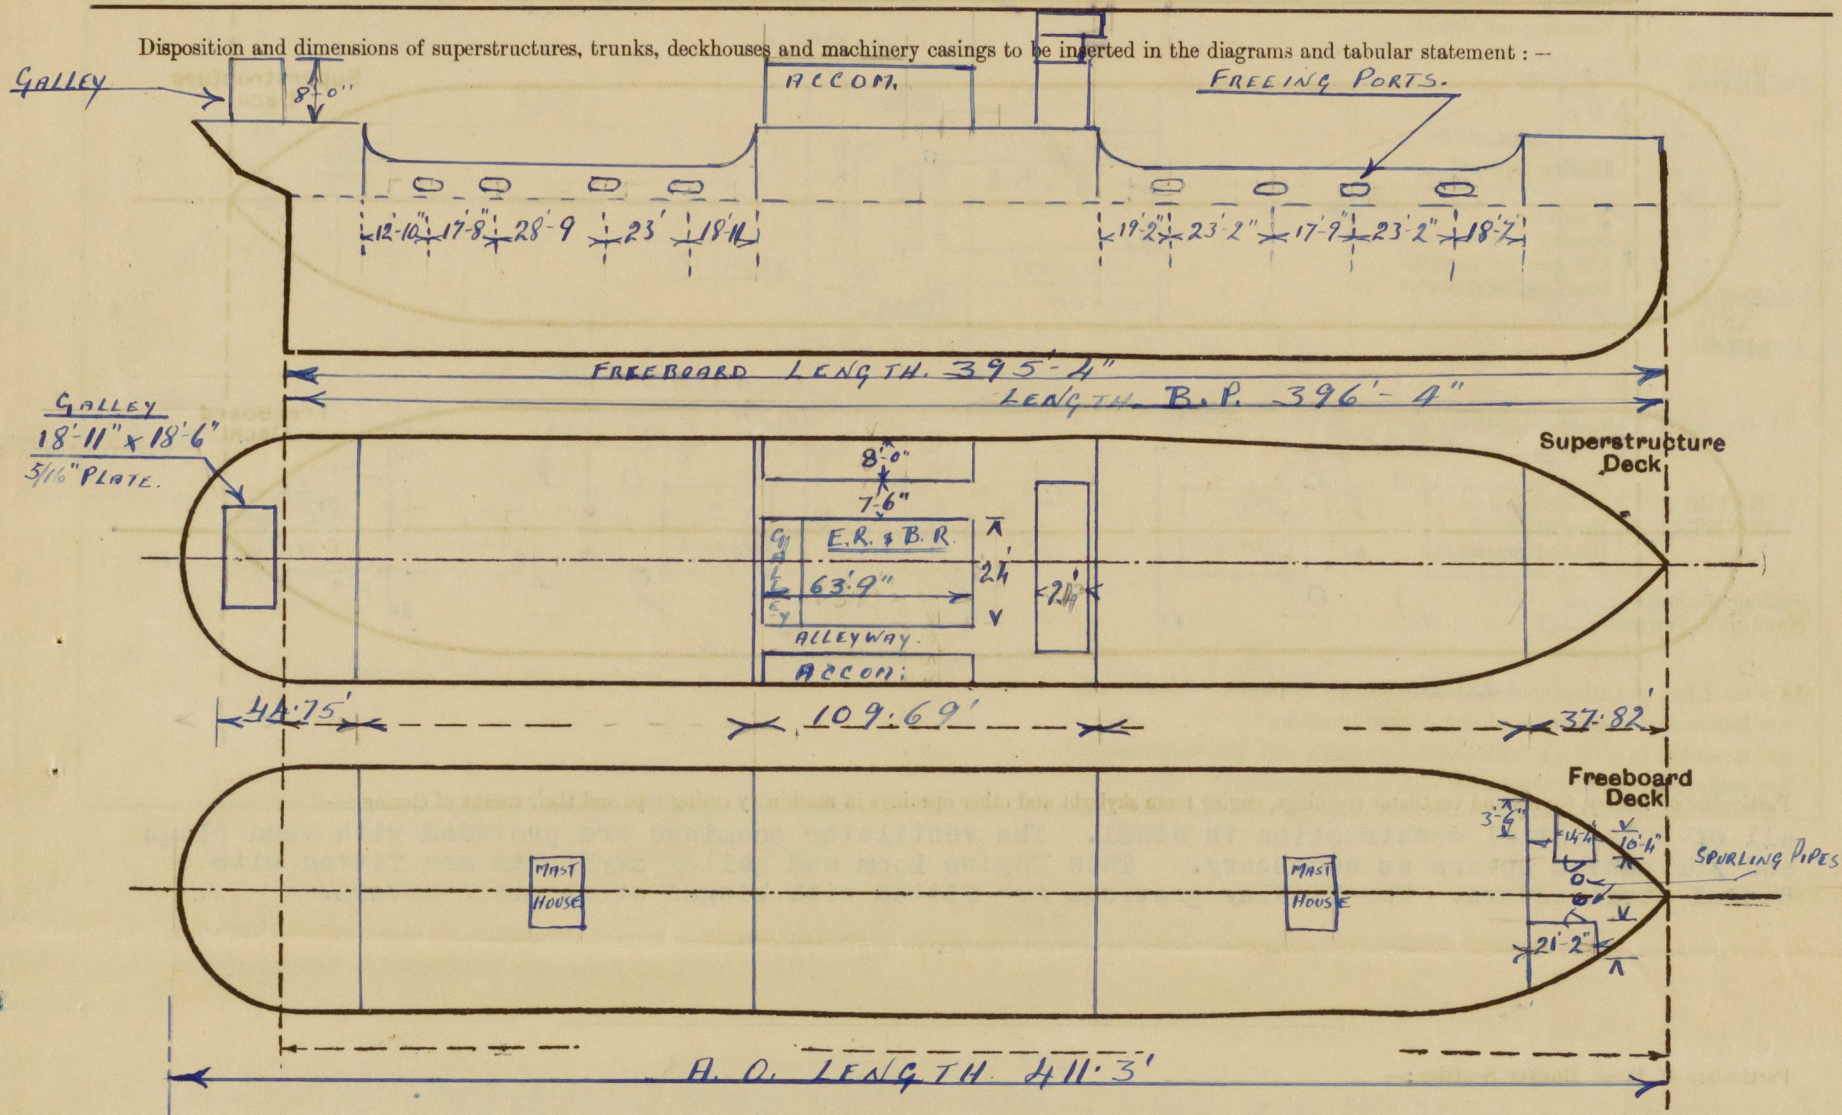 Disposition and dimensions of superstructures, trunks, deckhouses and machinery casings to be inserted in the diagrams and tabular statement : —
GALLEY
8'-0"
ACCOM.
FREEING PORTS.
12'-10" 17'-8" 28'-9 23' 18'-11
19'-2" 23'-2" 17'-9" 23'-2" 18'-7"
FREEBOARD LENGTH. 395'-4"
LENGTH B.P. 396'-4"
GALLEY
18'-11" x 18'-6"
5/16" PLATE.
Superstructure
Deck
8'-0"
7'-6"
GALLEY
E.R. & B.R.
63'-9"
24'
ALLEYWAY.
ACCOM:
44.75' 109.69' 37.82'
Freeboard
Deck
3'-6"
14'-4"
10'-4"
SPURLING PIPES
MAST
HOUSE
MAST
HOUSE
21'-2"
A.O. LENGTH. 411.3'